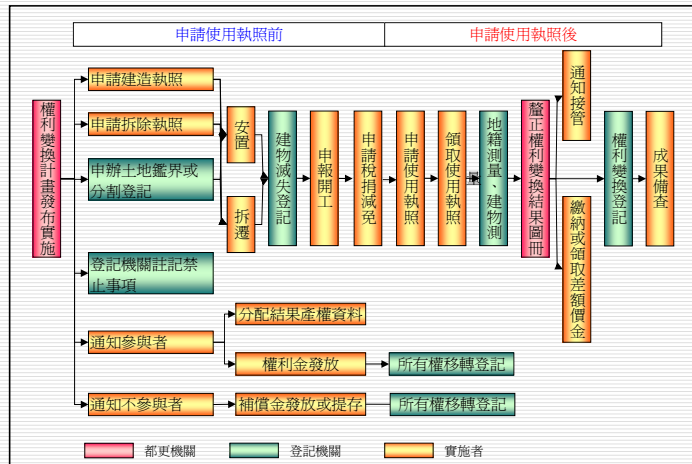 申請使用執照前
申請使用執照後
權利變換計畫發布實施
申請建造執照
申請拆除執照
申辦土地鑑界或
分割登記
登記機關註記禁
止事項
通知參與者
通知不參與者
安置
拆遷
建物滅失登記
申報開工
申請稅捐減免
申請使用執照
領取使用執照
地籍測量、建物測
量
釐正權利變換結果圖冊
通知接管
繳納或領取差額價金
權利變換登記
成果備查
分配結果產權資料
權利金發放
所有權移轉登記
補償金發放或提存
所有權移轉登記
都更機關
登記機關
實施者